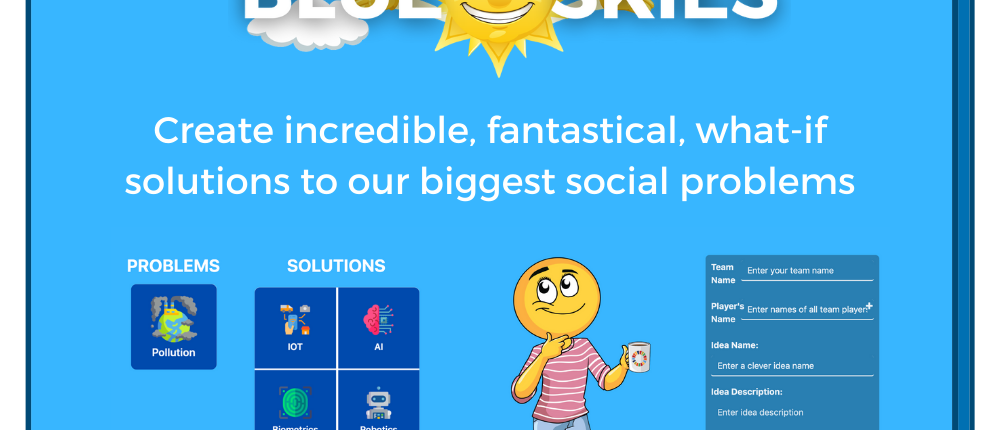 BLUE SKIES
Create incredible, fantastical, what-if
solutions to our biggest social problems
PROBLEMS
Pollution
SOLUTIONS
IOT
AI
Biometrics
Robotics
Team
Name
Enter your team name
Player's
Name
Enter names of all team player:
+
Idea Name:
Enter a clever idea name
Idea Description:
Enter idea description